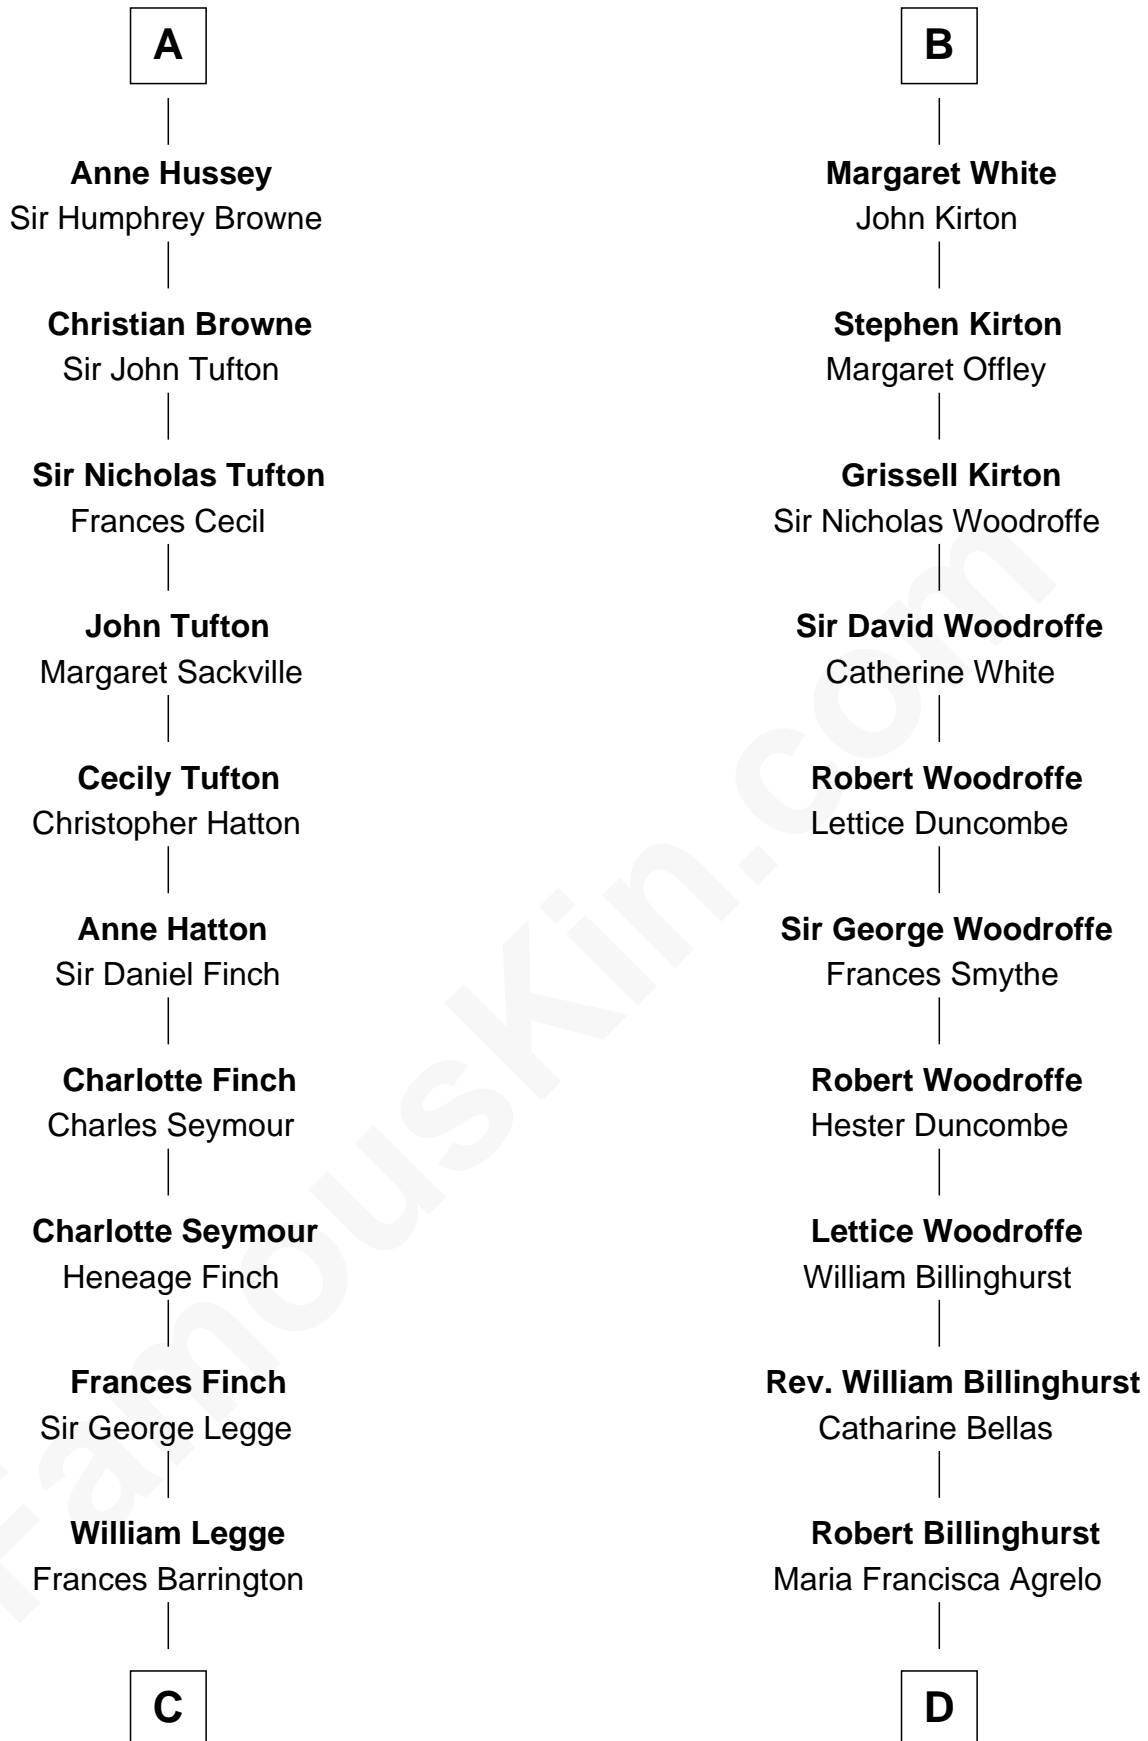 A
Anne Hussey
Sir Humphrey Browne
Christian Browne
Sir John Tufton
Sir Nicholas Tufton
Frances Cecil
John Tufton
Margaret Sackville
Cecily Tufton
Christopher Hatton
Anne Hatton
Sir Daniel Finch
Charlotte Finch
Charles Seymour
Charlotte Seymour
Heneage Finch
Frances Finch
Sir George Legge
William Legge
Frances Barrington
C
B
Margaret White
John Kirton
Stephen Kirton
Margaret Offley
Grissell Kirton
Sir Nicholas Woodroffe
Sir David Woodroffe
Catherine White
Robert Woodroffe
Lettice Duncombe
Sir George Woodroffe
Frances Smythe
Robert Woodroffe
Hester Duncombe
Lettice Woodroffe
William Billinghurst
Rev. William Billinghurst
Catharine Bellas
Robert Billinghurst
Maria Francisca Agrelo
D
FamousKin.com